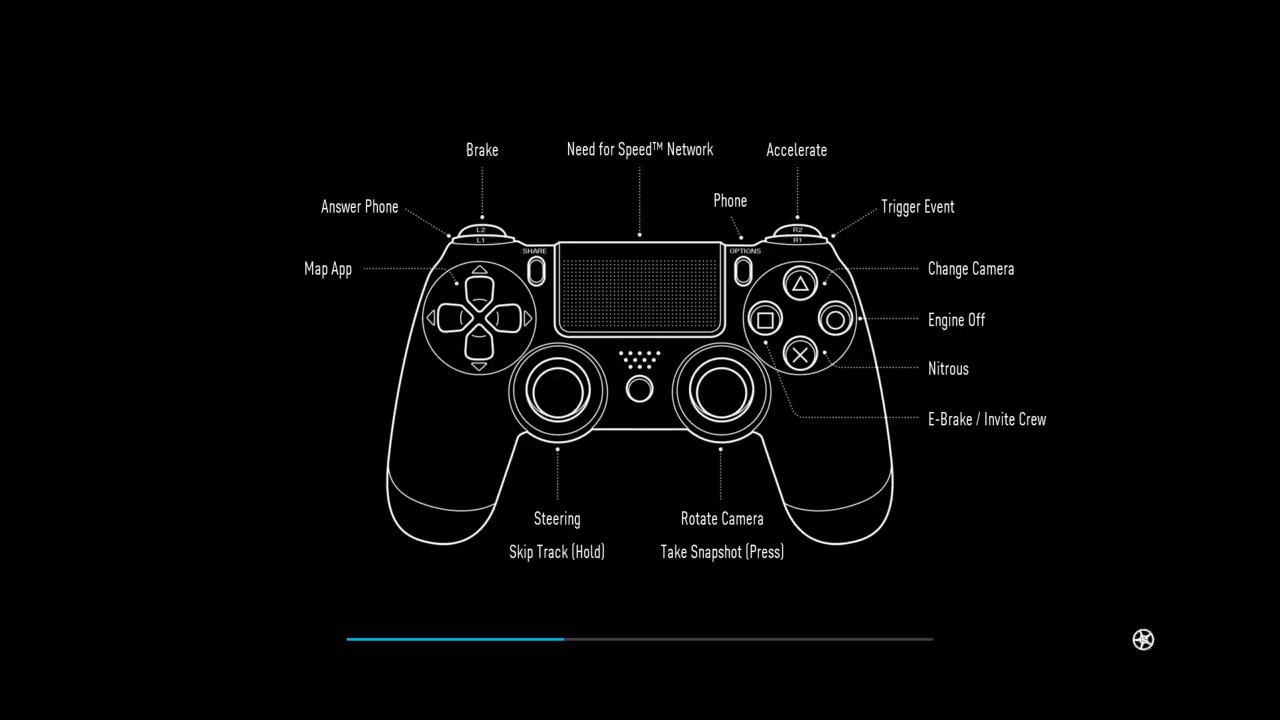 Brake
Need for Speed™ Network
Accelerate
Answer Phone
Phone
Trigger Event
L2
R2
L1
R1
SHARE
OPTIONS
Map App
Change Camera
Engine Off
Nitrous
E-Brake / Invite Crew
Steering
Rotate Camera
Skip Track (Hold)
Take Snapshot (Press)